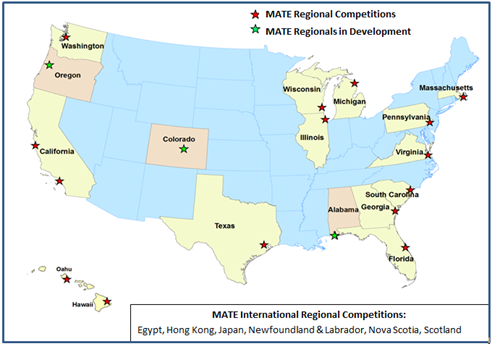 MATE Regional Competitions
MATE Regionals in Development
Washington
Oregon
Wisconsin
Michigan
Massachusetts
Pennsylvania
Illinois
Colorado
California
Virginia
South Carolina
Georgia
Alabama
Texas
Florida
Oahu
Hawaii
MATE International Regional Competitions:
Egypt, Hong Kong, Japan, Newfoundland & Labrador, Nova Scotia, Scotland